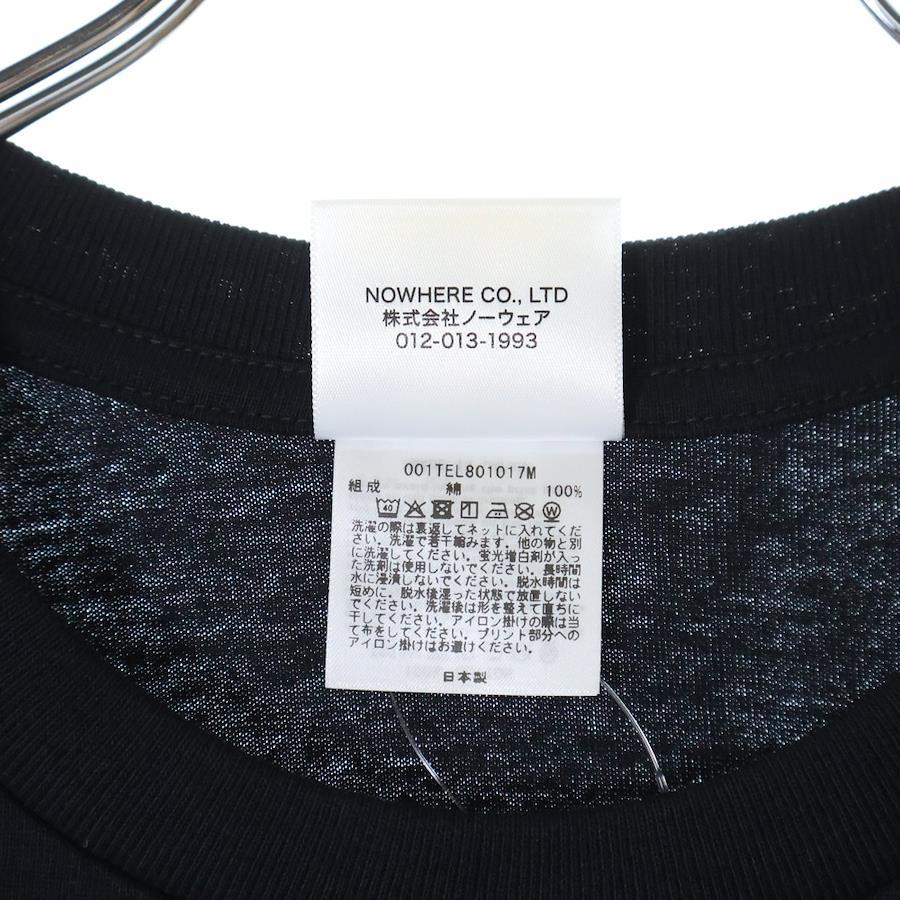 NOWHERE CO., LTD
株式会社ノーウェア
012-013-1993
001TEL801017M
組成 綿 100%
40 W
洗濯の際は裏返してネットに入れてくだ
さい。洗濯で若干縮みます。他の物と別
に洗濯してください。蛍光増白剤が入っ
た洗剤は使用しないでください。長時間
水に浸漬しないでください。脱水時間は
短めに。脱水後湿った状態で放置しない
でください。洗濯後は形を整えて直ちに
干してください。アイロン掛けの際は当
て布をしてください。プリント部分への
アイロン掛けはお避けください。
日本製